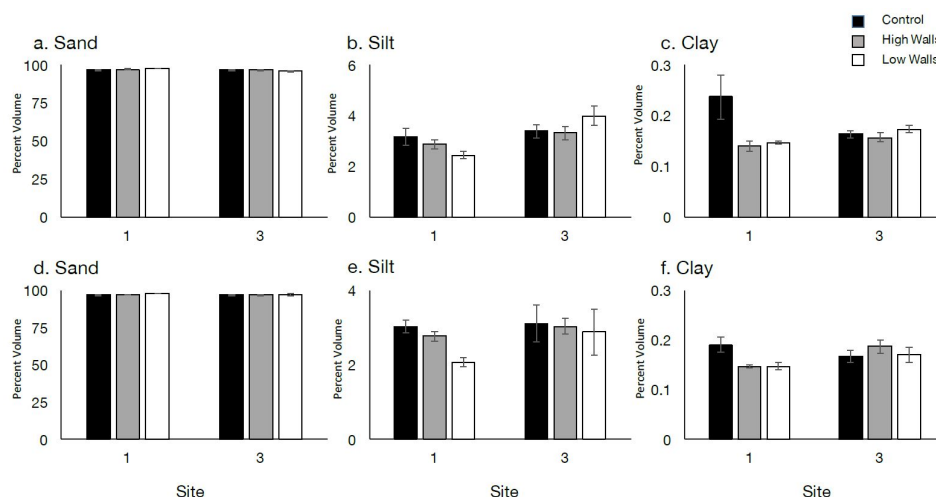 Control
High Walls
Low Walls
a. Sand
b. Silt
c. Clay
Percent Volume
100
75
50
25
0
1
3
Percent Volume
6
4
2
0
1
3
Percent Volume
0.3
0.2
0.1
0
1
3
d. Sand
e. Silt
f. Clay
Percent Volume
100
75
50
25
0
1
3
Site
Percent Volume
4
2
0
1
3
Site
Percent Volume
0.3
0.2
0.1
0
1
3
Site